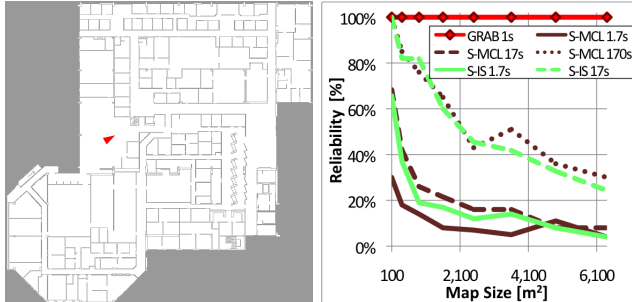 100%
80%
60%
40%
20%
0%
Reliability [%]
GRAB 1s
S-MCL 1.7s
S-MCL 17s
S-MCL 170s
S-IS 1.7s
S-IS 17s
100
2,100
4,100
6,100
Map Size [m²]